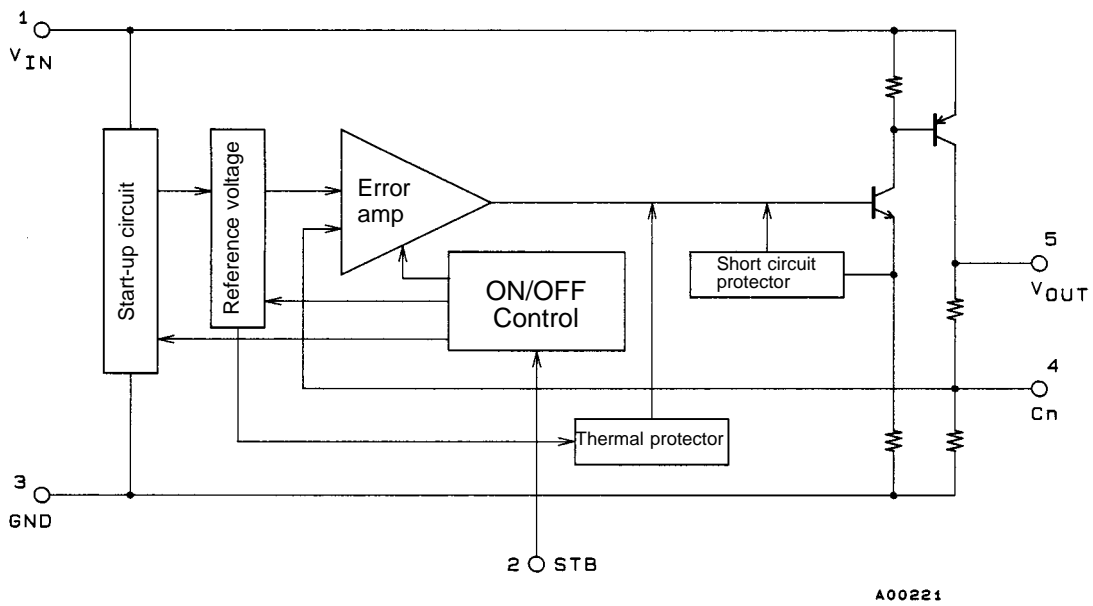 1
VIN
Start-up circuit
Reference voltage
Error
amp
ON/OFF
Control
Short circuit
protector
5
VOUT
4
Cn
Thermal protector
3
GND
2 STB
A00221